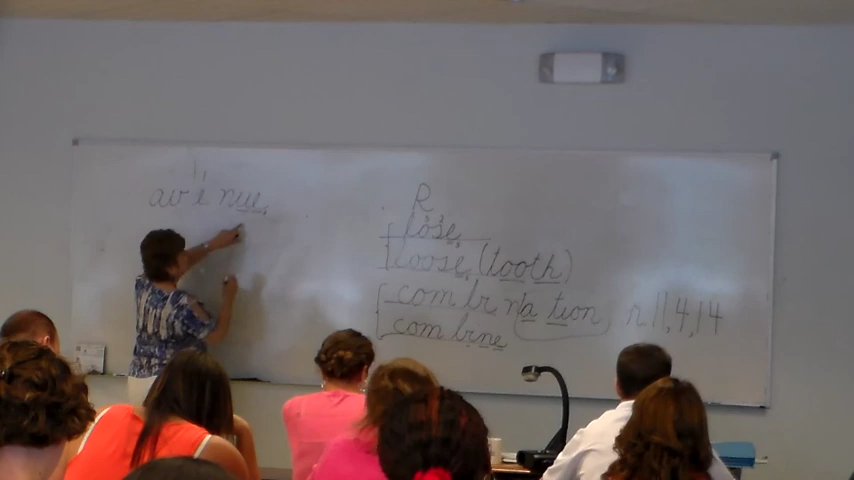 av e nue
R
lose
loose (tooth)
com bi na tion r. 11, 4, 14
com bine